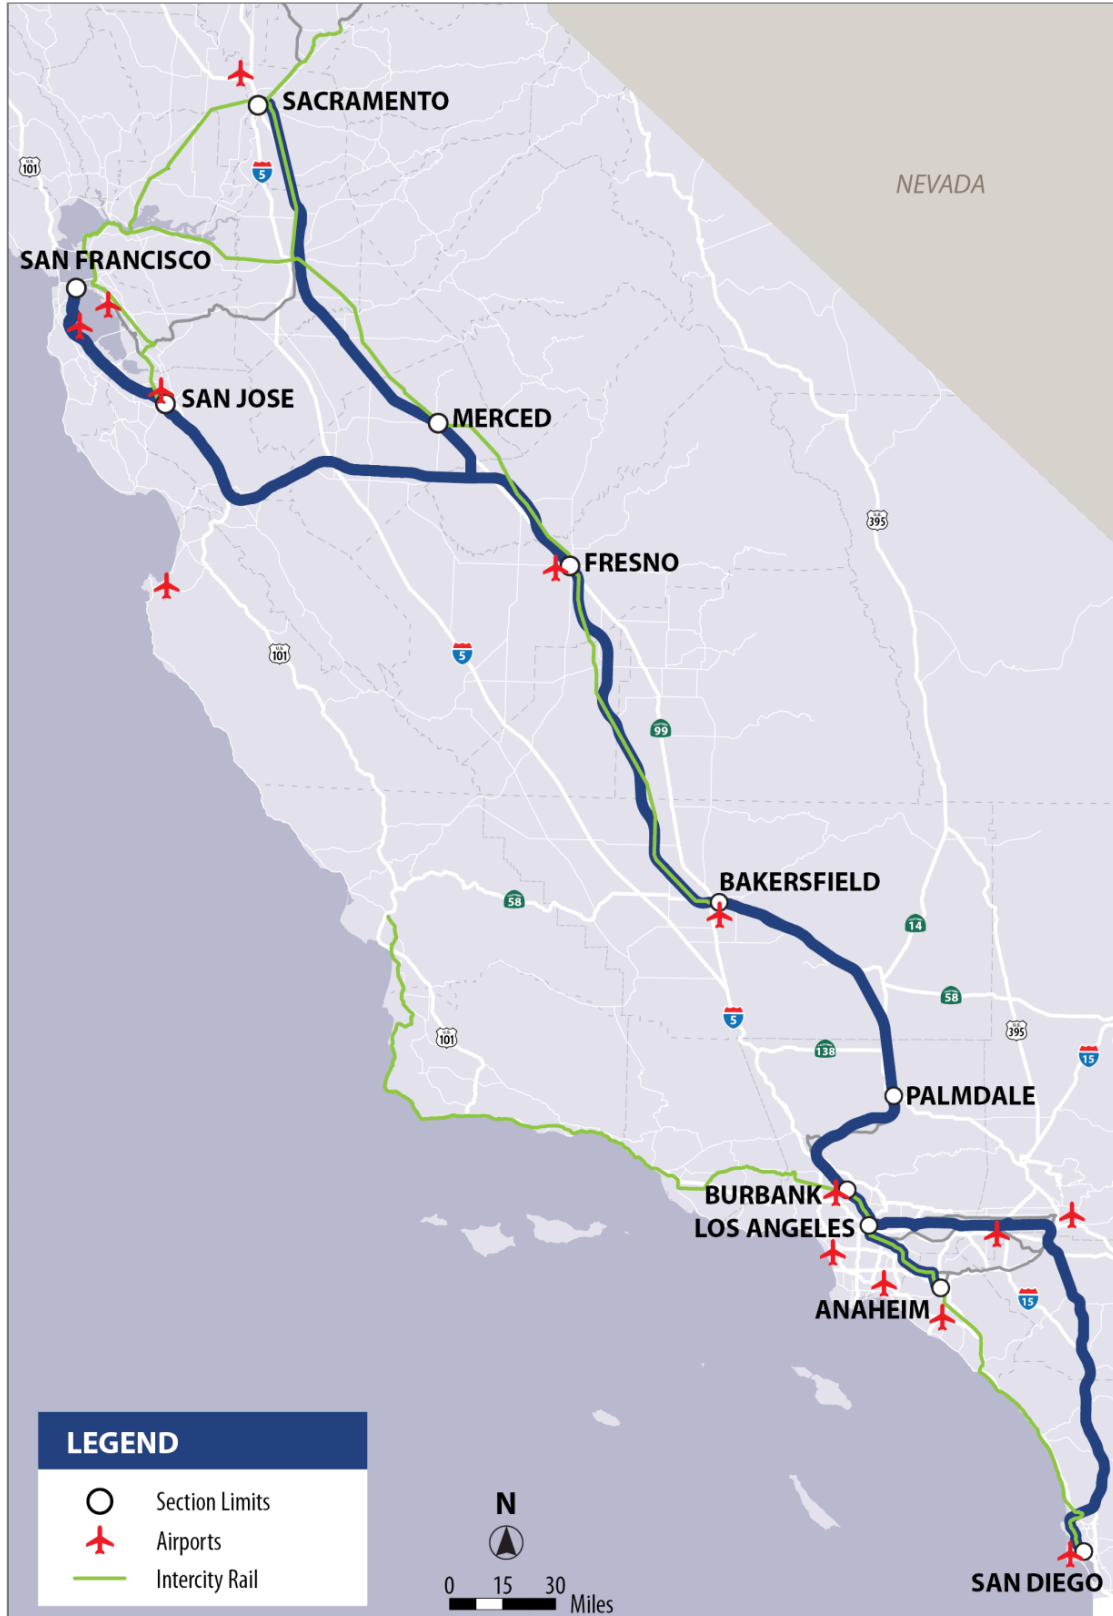 SACRAMENTO
U.S.
101
5
NEVADA
SAN FRANCISCO
SAN JOSE
MERCED
U.S.
395
FRESNO
U.S.
101
5
99
BAKERSFIELD
58
14
58
5
U.S.
101
138
U.S.
395
15
PALMDALE
BURBANK
LOS ANGELES
ANAHEIM
15
LEGEND
Section Limits
Airports
Intercity Rail
N
0 15 30
Miles
SAN DIEGO